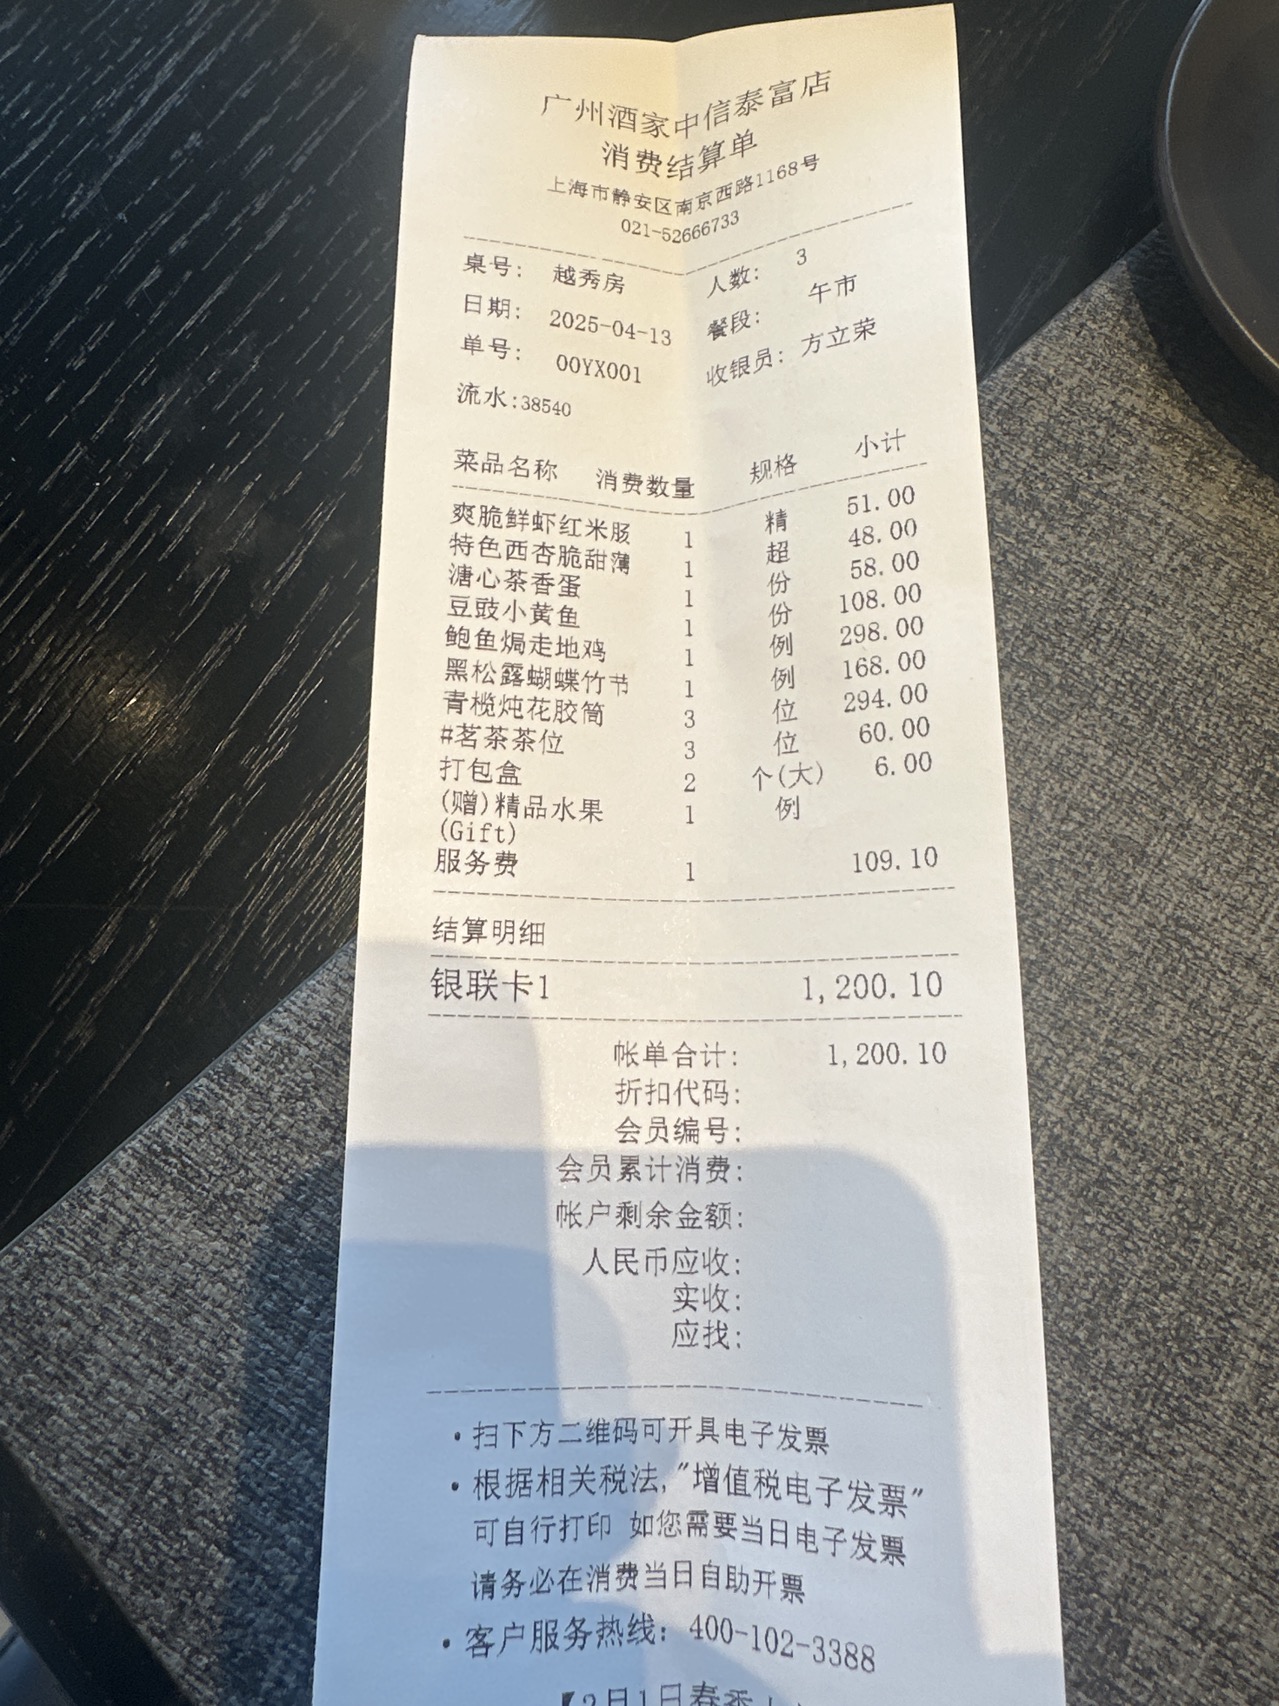 广州酒家中信泰富店
消费结算单
上海市静安区南京西路1168号
021-52666733
桌号: 越秀房 人数: 3
日期: 2025-04-13 餐段: 午市
单号: 00YX001 收银员: 方立荣
流水:38540
菜品名称 消费数量 规格 小计
爽脆鲜虾红米肠 1 精 51.00
特色西杏脆甜薄 1 超 48.00
溏心茶香蛋 1 份 58.00
豆豉小黄鱼 1 份 108.00
鲍鱼焗走地鸡 1 例 298.00
黑松露蝴蝶竹节 1 例 168.00
青榄炖花胶筒 3 位 294.00
#茗茶茶位 3 位 60.00
打包盒 2 个(大) 6.00
(赠)精品水果 1 例
(Gift)
服务费 1 109.10
结算明细
银联卡1 1,200.10
帐单合计: 1,200.10
折扣代码:
会员编号:
会员累计消费:
帐户剩余金额:
人民币应收:
实收:
应找:
·扫下方二维码可开具电子发票
·根据相关税法,"增值税电子发票"
可自行打印 如您需要当日电子发票
请务必在消费当日自助开票
·客户服务热线: 400-102-3388